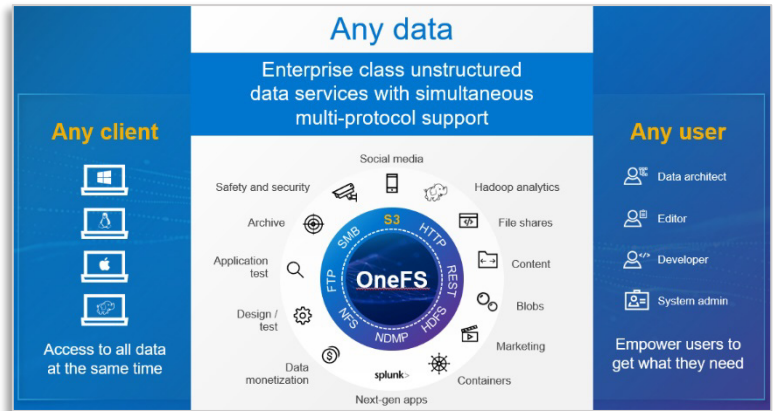 Any data
Enterprise class unstructured
data services with simultaneous
multi-protocol support
Any client
Access to all data
at the same time
Social media
Safety and security
Hadoop analytics
Archive
File shares
Application
test
Content
Design /
test
Blobs
Data
monetization
Marketing
splunk>
Containers
Next-gen apps
S3
HTTP
REST
HDFS
NDMP
NFS
FTP
SMB
OneFS
Any user
Data architect
Editor
Developer
System admin
Empower users to
get what they need